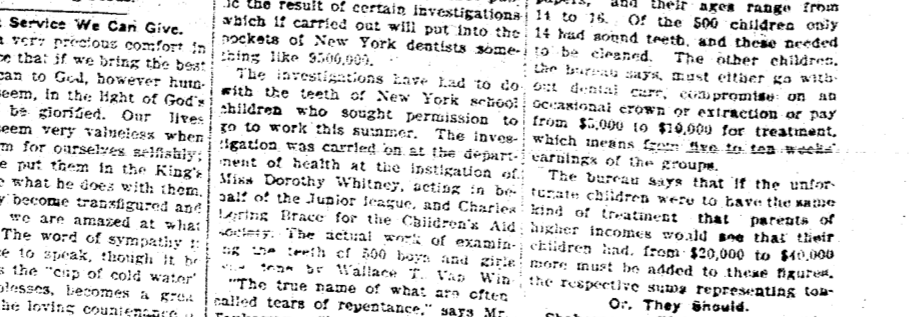 Service We Can Give.
very precious comfort in
that if we bring the best
can to God, however hum-
seem, in the light of God's
be glorified. Our lives
seem very valueless when
for ourselves selfishly;
put them in the King's
what he does with them.
become transfigured and
we are amazed at what
The word of sympathy
to speak, though it be
the "cup of cold water"
becomes a
the loving countenance
the result of certain investigations
which if carried out will put into the
pockets of New York dentists some-
thing like
The investigations have had to do
with the teeth of New York school
children who sought permission to
go to work this summer. The inves-
tigation was carried on at the depart-
ment of health at the instigation of
Miss Dorothy Whitney, acting in be-
half of the Junior league, and Charles
Loring Brace for the Children's Aid
society. The actual work of examin-
ing the teeth of 500 boys and girls
by Wallace T. Van Win-
"The true name of what are often
called tears of repentance," says Mr.
and their ages range from
14 to 16. Of the 500 children only
14 had sound teeth, and these needed
to be cleaned. The other children,
the bureau says, must either go with-
out dental care, compromise on an
occasional crown or extraction or pay
from $5,000 to $10,000 for treatment,
which means from five to ten weeks'
earnings of the groups.
The bureau says that if the unfor-
tunate children were to have the same
kind of treatment that parents of
higher incomes would see that their
children had, from $20,000 to $40,000
more must be added to these figures,
the respective sums representing
Or, They Should.